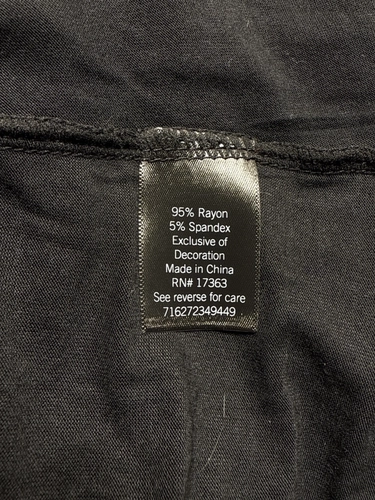 95% Rayon
5% Spandex
Exclusive of
Decoration
Made in China
RN# 17363
See reverse for care
716272349449